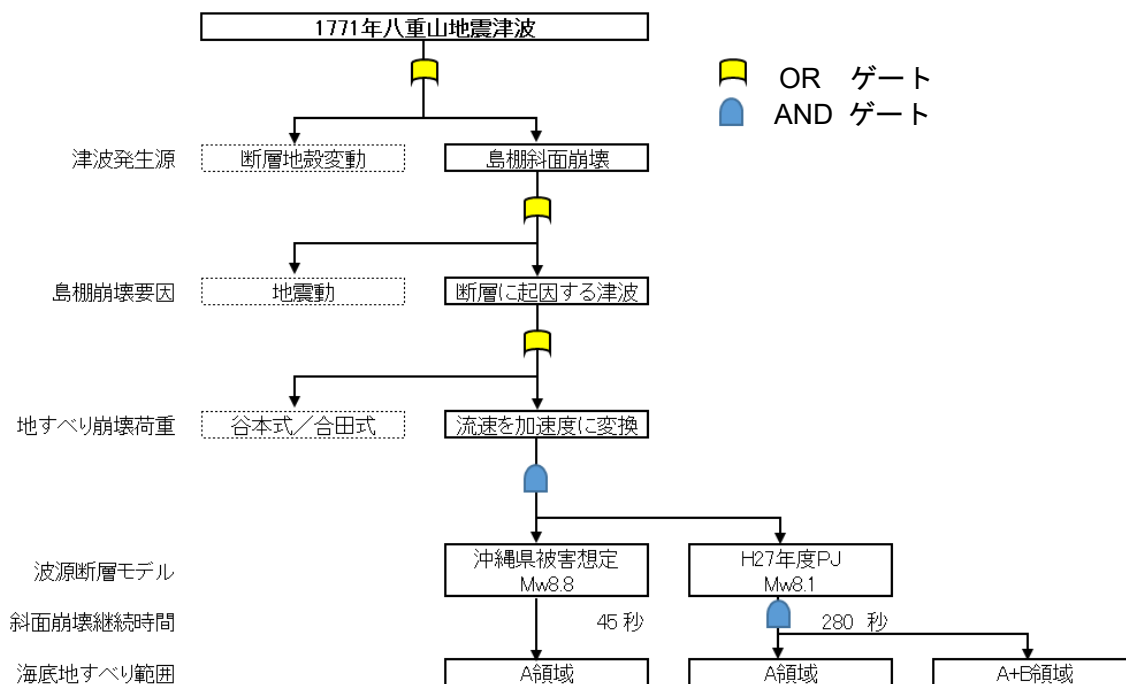 1771年八重山地震津波
OR ゲート
AND ゲート
津波発生源
断層地殻変動
島棚斜面崩壊
島棚崩壊要因
地震動
断層に起因する津波
地すべり崩壊荷重
谷本式／合田式
流速を加速度に変換
波源断層モデル
沖縄県被害想定
Mw8.8
H27年度PJ
Mw8.1
斜面崩壊継続時間
45 秒
280 秒
海底地すべり範囲
A領域
A領域
A+B領域